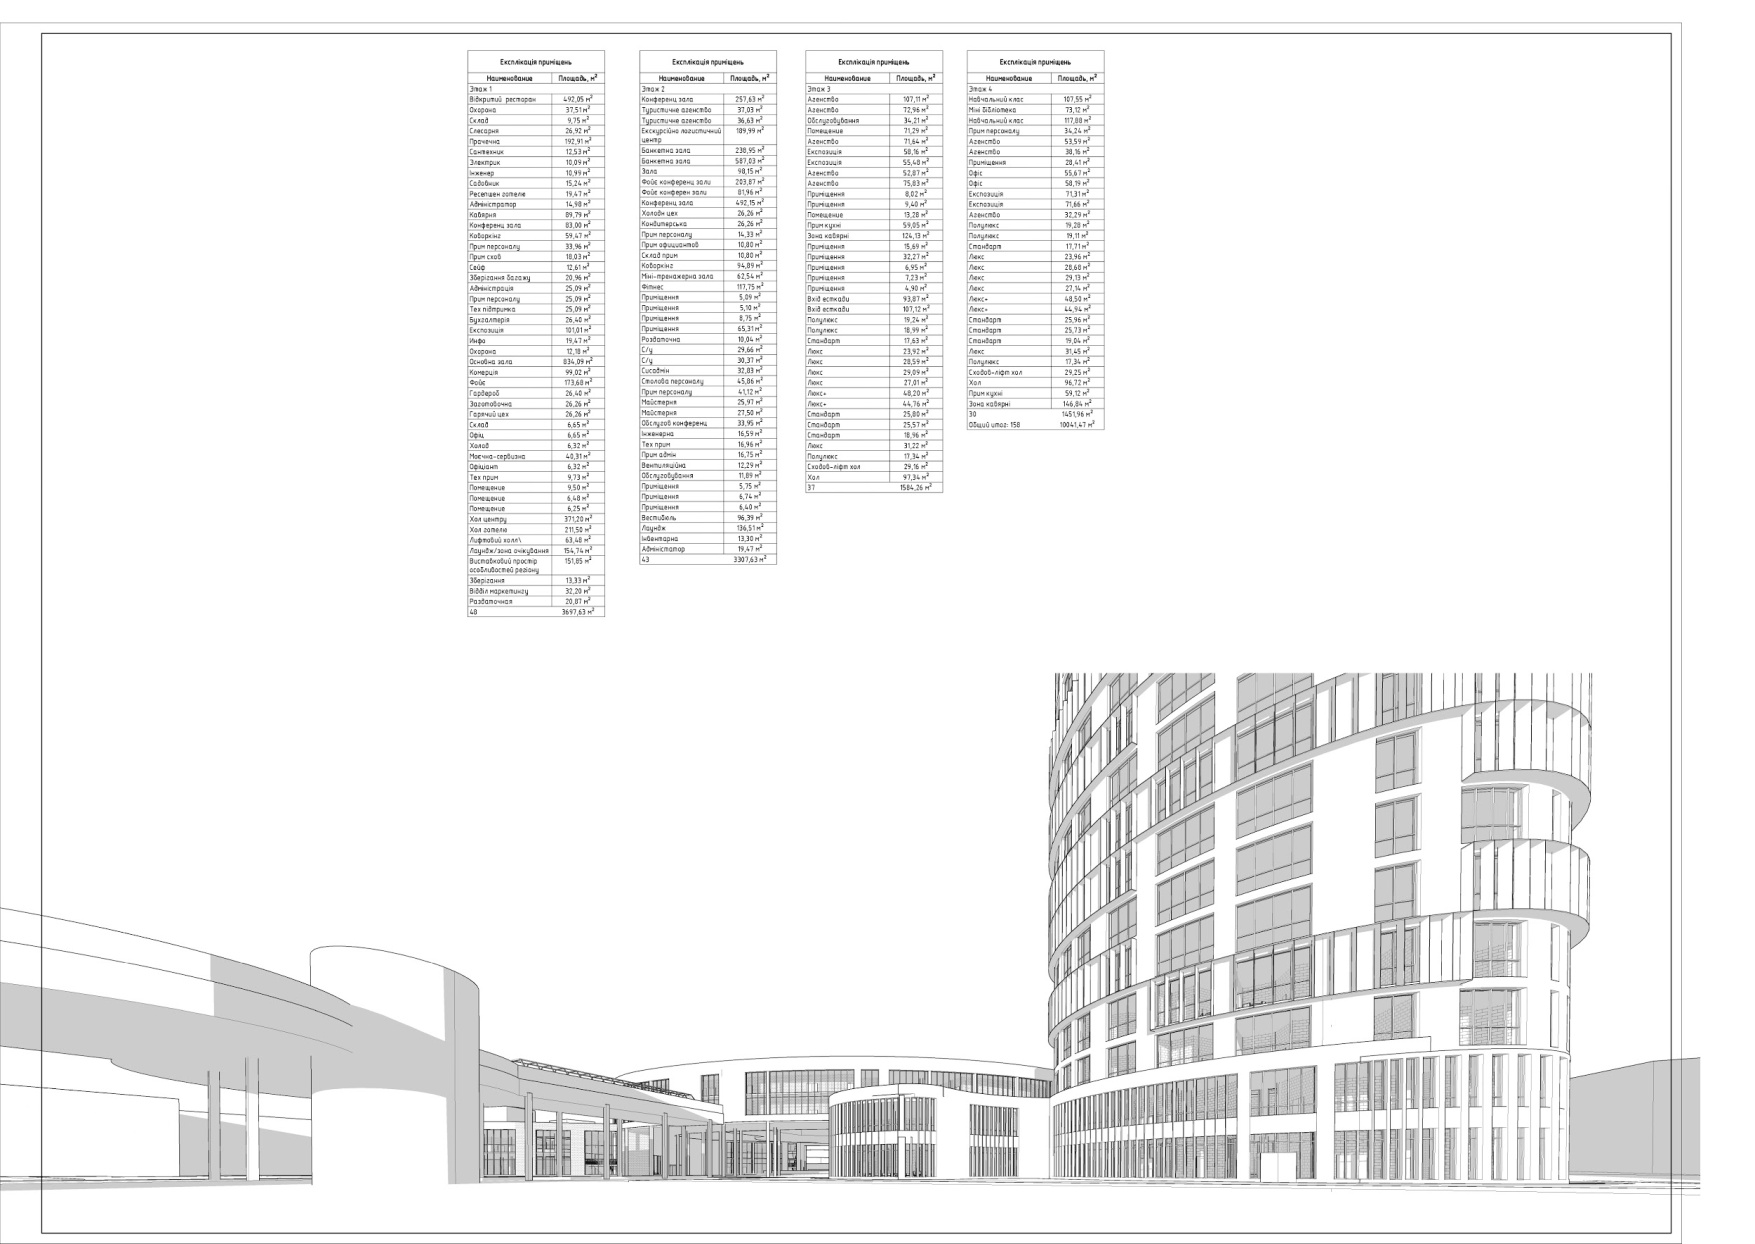 Експлікація приміщень
Наименование Площадь, м²
Этаж 1
Відкритий ресторан 492,05 м²
Охорона 37,51 м²
Склад 9,75 м²
Слесарня 26,92 м²
Прачечна 192,91 м²
Сантехник 12,53 м²
Электрик 10,09 м²
Інженер 10,99 м²
Садовник 15,24 м²
Ресепшен готелю 19,47 м²
Адміністратор 14,98 м²
Кавярня 89,79 м²
Конференц зала 83,00 м²
Коворкінг 59,47 м²
Прим персоналу 33,96 м²
Прим схов 18,03 м²
Сейф 12,61 м²
Зберігання багажу 20,96 м²
Адміністрація 25,09 м²
Прим персоналу 25,09 м²
Тех підтримка 25,09 м²
Бухгалтерія 26,40 м²
Експозиція 101,01 м²
Инфо 19,47 м²
Охорона 12,18 м²
Основна зала 834,09 м²
Комерція 99,02 м²
Фойє 173,68 м²
Гардероб 26,40 м²
Заготовочна 26,26 м²
Гарячий цех 26,26 м²
Склад 6,65 м²
Офіц 6,65 м²
Холод 6,32 м²
Моєчна-сервизна 40,31 м²
Офіціант 6,32 м²
Тех прим 9,73 м²
Помещение 9,50 м²
Помещение 6,48 м²
Помещение 6,25 м²
Хол центру 371,20 м²
Хол готелю 211,50 м²
Лифтовий холл\ 63,48 м²
Лаундж/зона очікування 154,74 м²
Виставковий простір 151,85 м²
особливостей регіону
Зберігання 13,33 м²
Відділ маркетингу 32,20 м²
Раздаточная 20,87 м²
48 3697,63 м²
Експлікація приміщень
Наименование Площадь, м²
Этаж 2
Конференц зала 257,63 м²
Туристичне агенство 37,03 м²
Туристичне агенство 36,63 м²
Екскурсійно логистичний 189,99 м²
центр
Банкетна зала 238,95 м²
Банкетна зала 587,03 м²
Зала 98,15 м²
Фойє конференц зали 203,87 м²
Фойє конферен зали 81,96 м²
Конференц зала 492,15 м²
Холодн цех 26,26 м²
Кондитерська 26,26 м²
Прим персоналу 14,33 м²
Прим официантов 10,80 м²
Склад прим 10,80 м²
Коворкінг 94,89 м²
Міні-тренажерна зала 62,54 м²
Фітнес 117,75 м²
Приміщення 5,09 м²
Приміщення 5,10 м²
Приміщення 8,75 м²
Приміщення 65,31 м²
Роздаточна 18,04 м²
С/у 29,66 м²
С/у 30,37 м²
Сисадмін 32,83 м²
Столова персоналу 45,86 м²
Прим персоналу 41,12 м²
Майстерня 25,97 м²
Майстерня 27,50 м²
Обслугов конференц 33,95 м²
Інженерна 16,59 м²
Тех прим 16,96 м²
Прим адмін 16,75 м²
Вентиляційна 12,29 м²
Обслуговування 11,89 м²
Приміщення 5,75 м²
Приміщення 6,74 м²
Приміщення 6,40 м²
Вестибюль 96,39 м²
Лаундж 136,51 м²
Інвентарна 13,30 м²
Адміністратор 19,47 м²
43 3307,63 м²
Експлікація приміщень
Наименование Площадь, м²
Этаж 3
Агенство 107,11 м²
Агенство 72,96 м²
Обслуговування 34,21 м²
Помещение 71,29 м²
Агенство 71,64 м²
Експозиція 58,16 м²
Експозиція 55,48 м²
Агенство 52,87 м²
Агенство 75,83 м²
Приміщення 8,02 м²
Приміщення 9,40 м²
Помещение 13,28 м²
Прим кухні 59,05 м²
Зона кавярні 124,13 м²
Приміщення 15,69 м²
Приміщення 32,27 м²
Приміщення 6,95 м²
Приміщення 7,23 м²
Приміщення 4,90 м²
Вхід есткади 93,87 м²
Вхід есткади 107,12 м²
Полулюкс 19,24 м²
Полулюкс 18,99 м²
Стандарт 17,63 м²
Люкс 23,92 м²
Люкс 28,59 м²
Люкс 29,09 м²
Люкс 27,01 м²
Люкс+ 48,20 м²
Люкс+ 44,76 м²
Стандарт 25,80 м²
Стандарт 25,57 м²
Стандарт 18,96 м²
Люкс 31,22 м²
Полулюкс 17,34 м²
Сходов-ліфт хол 29,16 м²
Хол 97,34 м²
37 1584,26 м²
Експлікація приміщень
Наименование Площадь, м²
Этаж 4
Навчальний клас 107,55 м²
Міні бібліотека 73,12 м²
Навчальний клас 117,88 м²
Прим персоналу 34,24 м²
Агенство 53,59 м²
Агенство 38,16 м²
Приміщення 28,41 м²
Офіс 55,67 м²
Офіс 58,19 м²
Експозиція 71,31 м²
Експозиція 71,66 м²
Агенство 32,29 м²
Полулюкс 19,28 м²
Полулюкс 19,11 м²
Стандарт 17,71 м²
Люкс 23,96 м²
Люкс 28,68 м²
Люкс 29,13 м²
Люкс 27,14 м²
Люкс+ 48,50 м²
Люкс+ 44,94 м²
Стандарт 25,96 м²
Стандарт 25,73 м²
Стандарт 19,04 м²
Люкс 31,45 м²
Полулюкс 17,34 м²
Сходов-ліфт хол 29,25 м²
Хол 96,72 м²
Прим кухні 59,12 м²
Зона кавярні 146,84 м²
30 1451,96 м²
Общий итог: 158 10041,47 м²